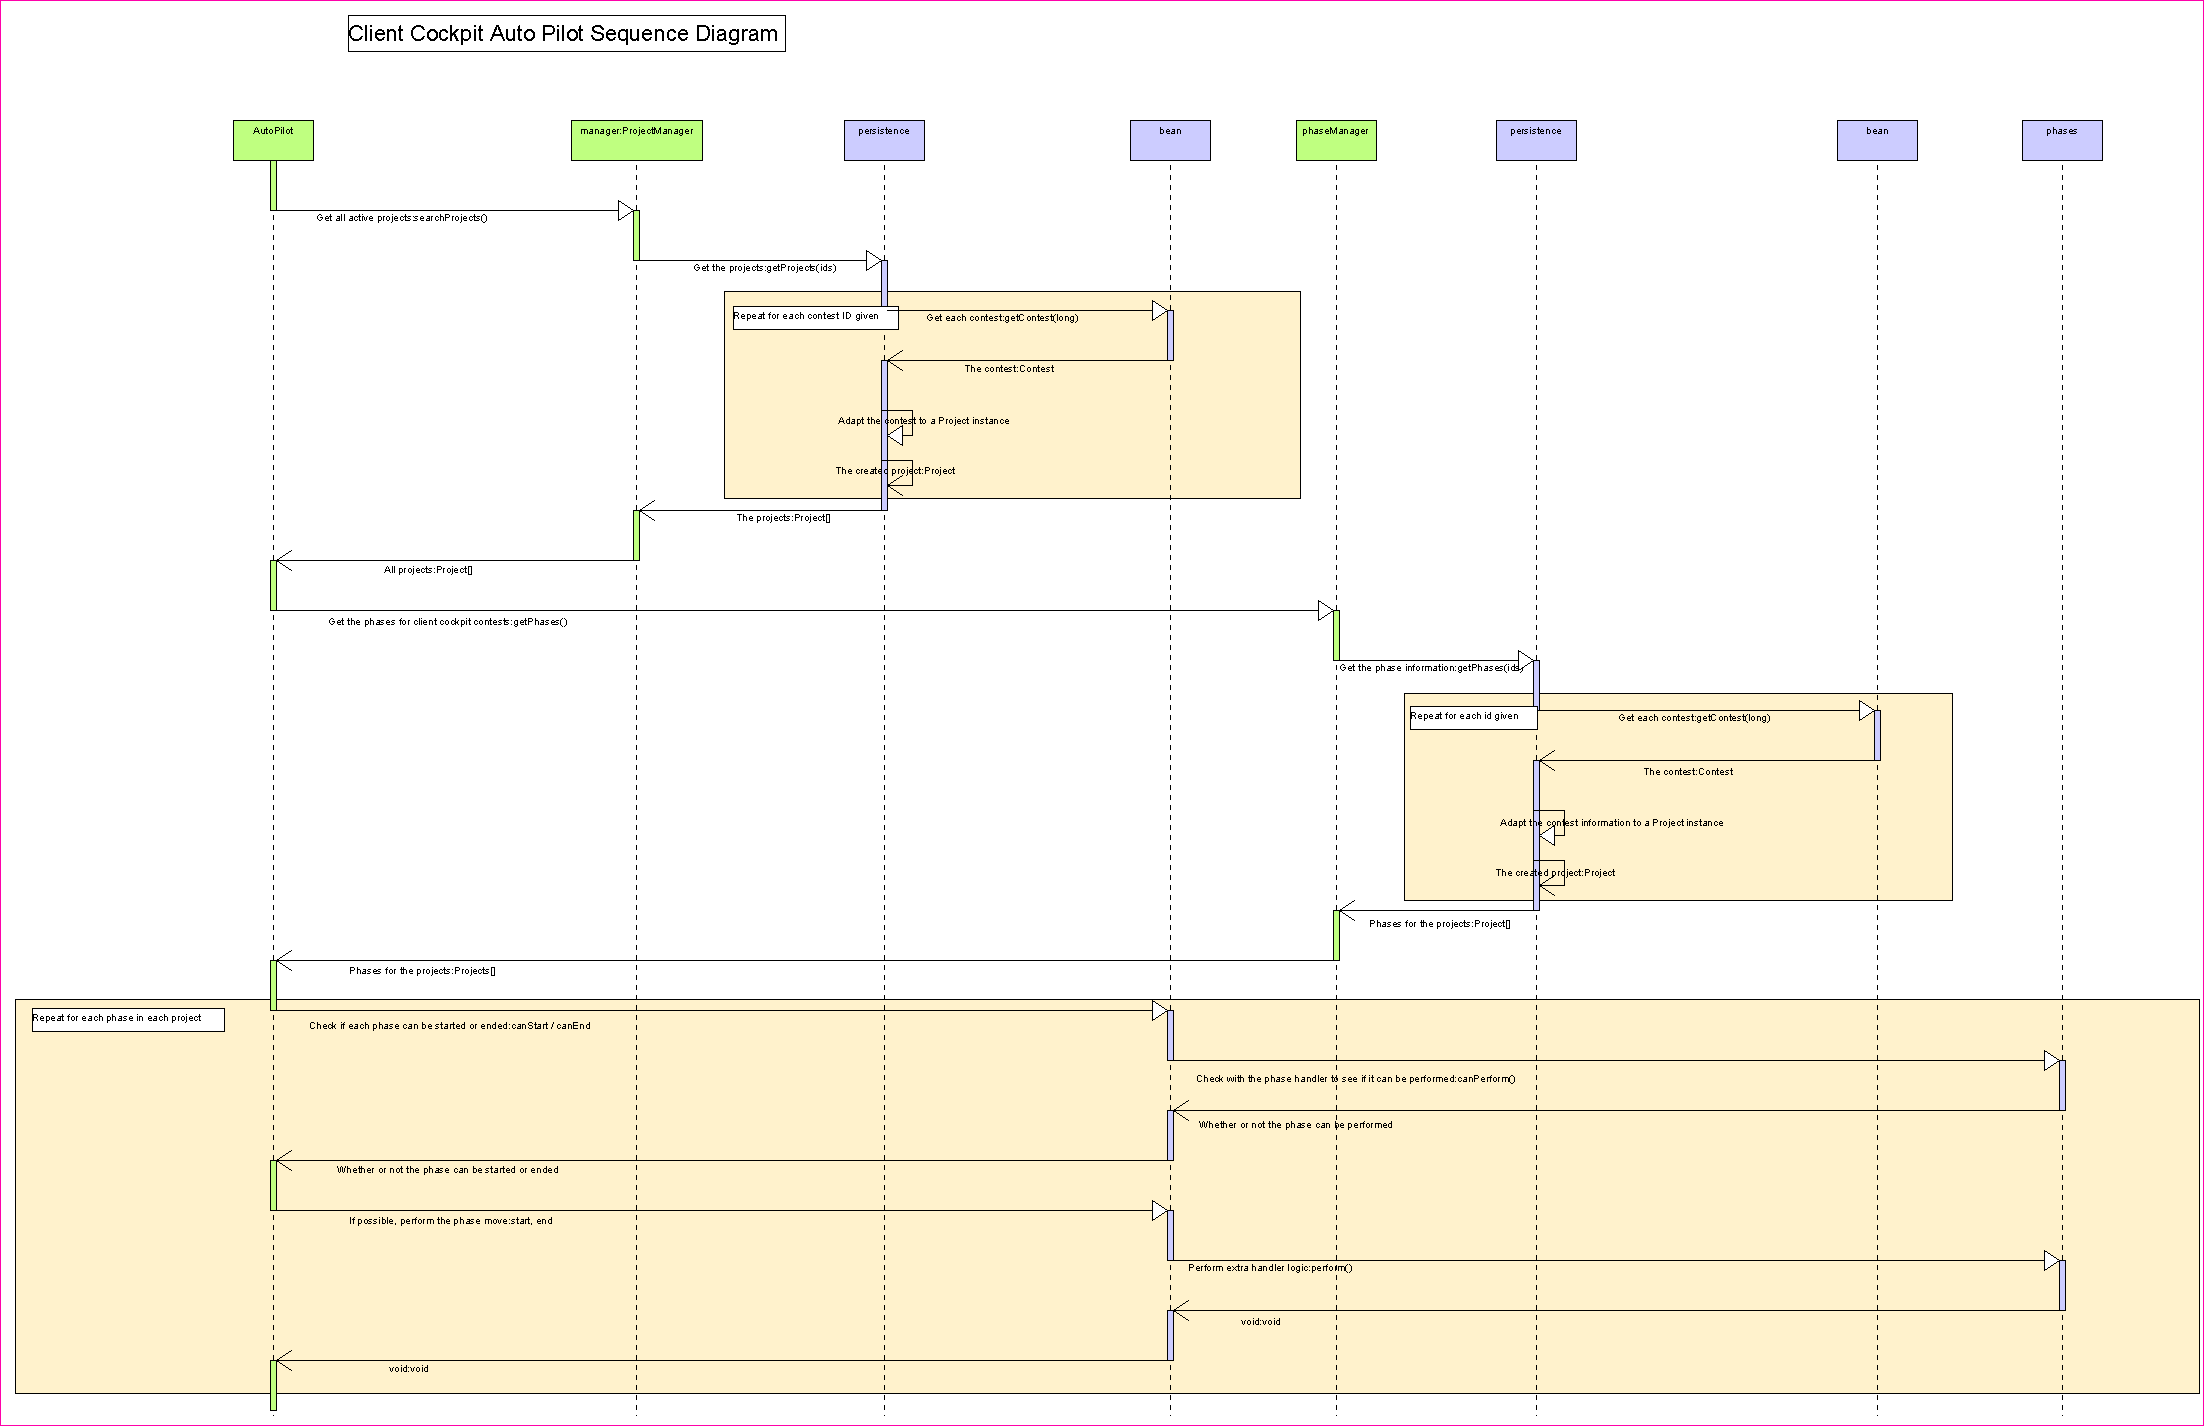 Client Cockpit Auto Pilot Sequence Diagram
AutoPilot
manager:ProjectManager
persistence
bean
phaseManager
persistence
bean
phases
Get all active projects:searchProjects()
Get the projects:getProjects(ids)
Repeat for each contest ID given
Get each contest:getContest(long)
The contest:Contest
Adapt the contest to a Project instance
The created project:Project
The projects:Project[]
All projects:Project[]
Get the phases for client cockpit contests:getPhases()
Get the phase information:getPhases(ids)
Repeat for each id given
Get each contest:getContest(long)
The contest:Contest
Adapt the contest information to a Project instance
The created project:Project
Phases for the projects:Project[]
Phases for the projects:Projects[]
Repeat for each phase in each project
Check if each phase can be started or ended:canStart / canEnd
Check with the phase handler to see if it can be performed:canPerform()
Whether or not the phase can be performed
Whether or not the phase can be started or ended
If possible, perform the phase move:start, end
Perform extra handler logic:perform()
void:void
void:void